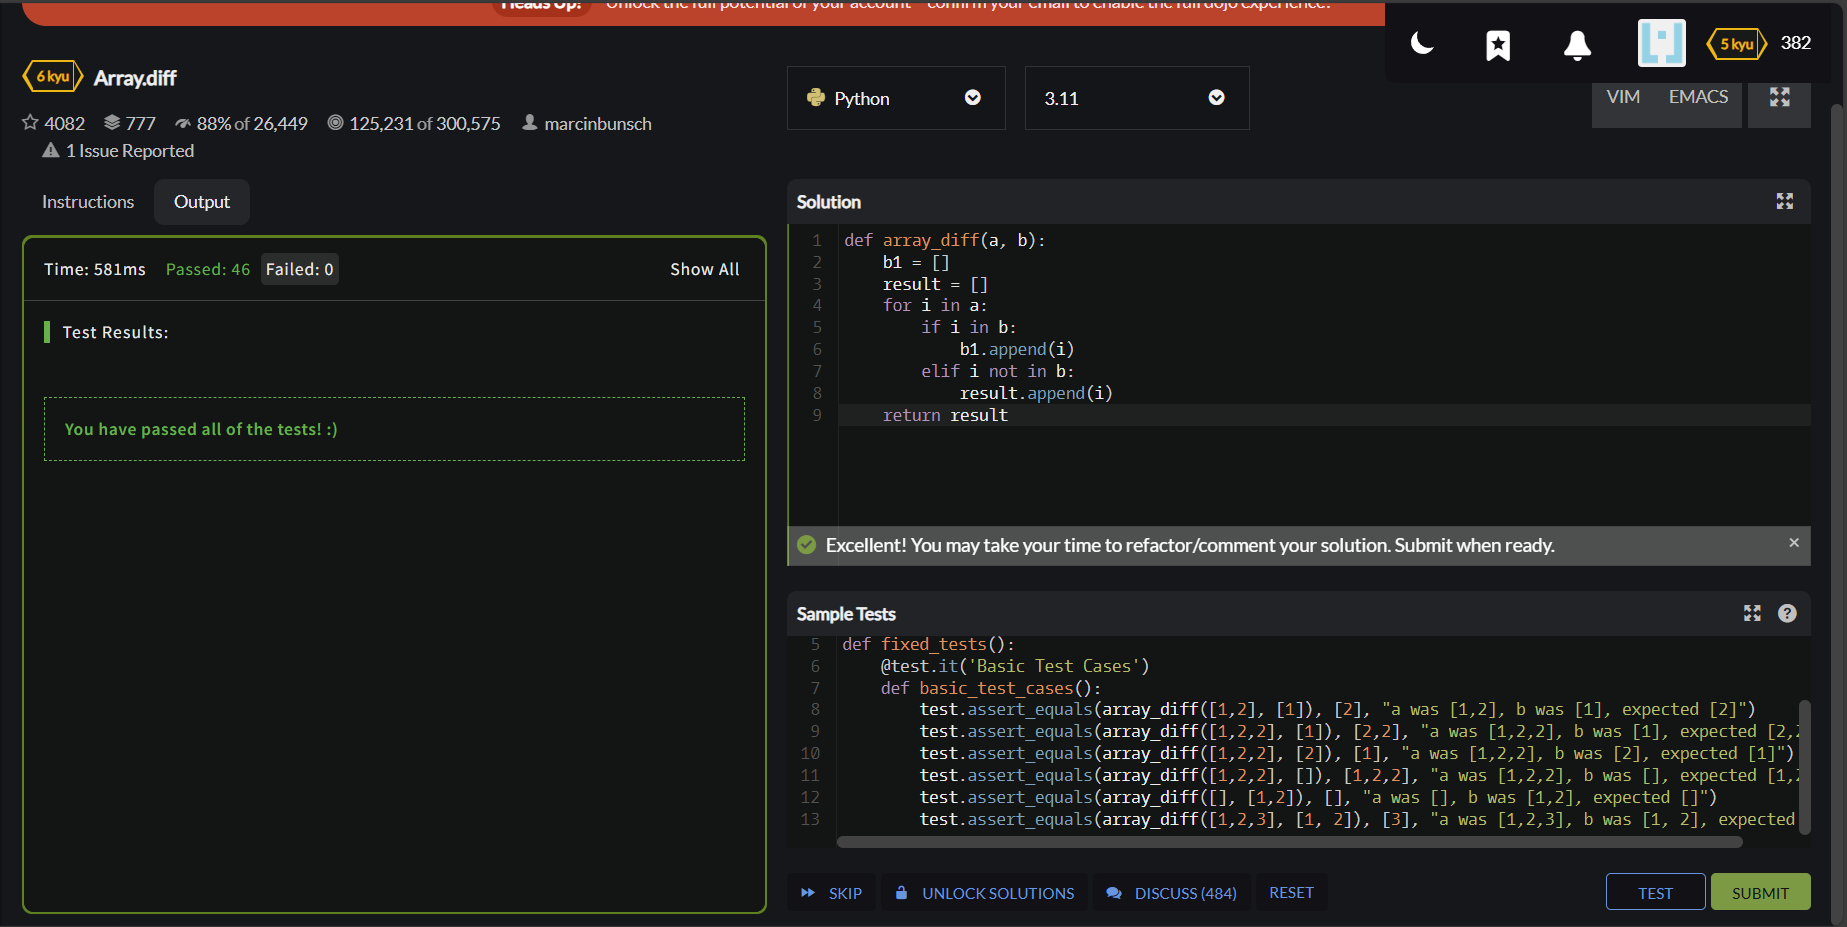 Heads Up! Unlock the full potential of your account - confirm your email to enable the full dojo experience!
5 kyu 382
6 kyu Array.diff
4082 777 88% of 26,449 125,231 of 300,575 marcinbunsch
1 Issue Reported
Python
3.11
VIM EMACS
Instructions Output
Time: 581ms Passed: 46 Failed: 0 Show All
Test Results:
You have passed all of the tests! :)
Solution
1 def array_diff(a, b):
2     b1 = []
3     result = []
4     for i in a:
5         if i in b:
6             b1.append(i)
7         elif i not in b:
8             result.append(i)
9     return result
Excellent! You may take your time to refactor/comment your solution. Submit when ready. ×
Sample Tests
5 def fixed_tests():
6     @test.it('Basic Test Cases')
7     def basic_test_cases():
8         test.assert_equals(array_diff([1,2], [1]), [2], "a was [1,2], b was [1], expected [2]")
9         test.assert_equals(array_diff([1,2,2], [1]), [2,2], "a was [1,2,2], b was [1], expected [2,2
10         test.assert_equals(array_diff([1,2,2], [2]), [1], "a was [1,2,2], b was [2], expected [1]")
11         test.assert_equals(array_diff([1,2,2], []), [1,2,2], "a was [1,2,2], b was [], expected [1,2
12         test.assert_equals(array_diff([], [1,2]), [], "a was [], b was [1,2], expected []")
13         test.assert_equals(array_diff([1,2,3], [1, 2]), [3], "a was [1,2,3], b was [1, 2], expected
SKIP UNLOCK SOLUTIONS DISCUSS (484) RESET TEST SUBMIT